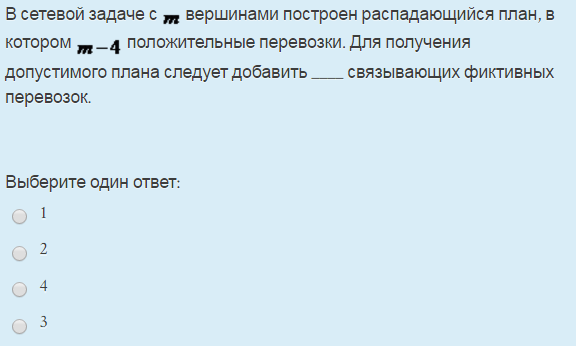 В сетевой задаче с m вершинами построен распадающийся план, в
котором m−4 положительные перевозки. Для получения
допустимого плана следует добавить ____ связывающих фиктивных
перевозок.
Выберите один ответ:
1
2
4
3